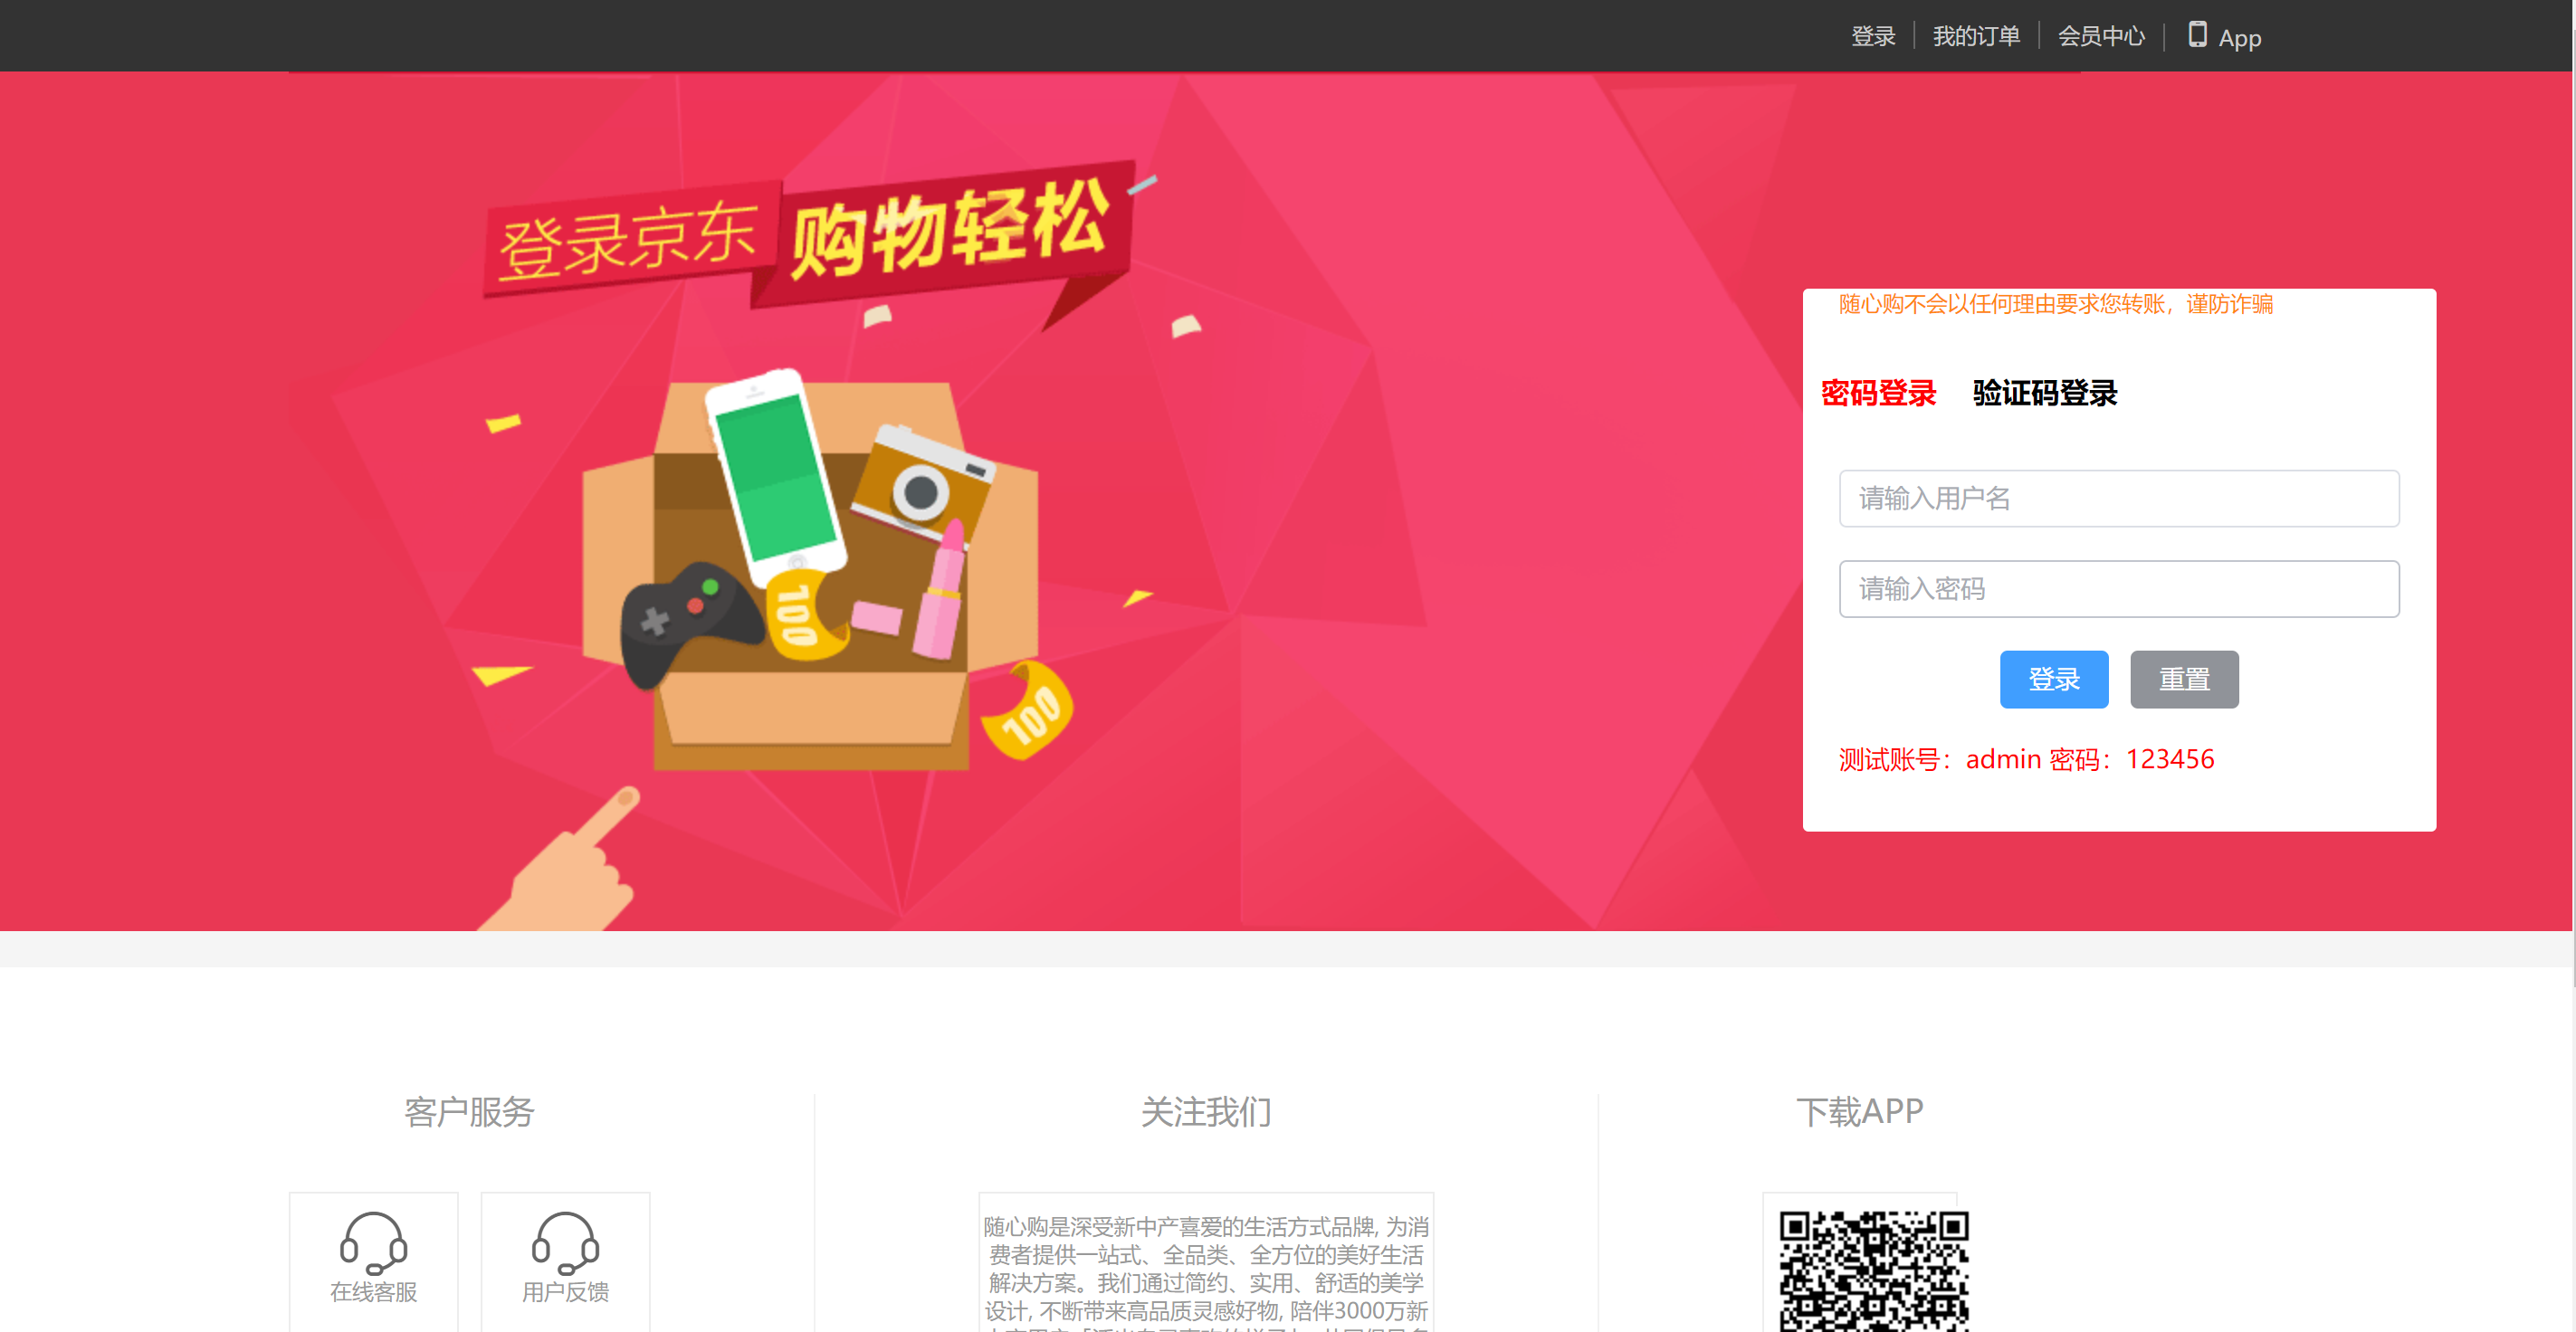 登录
我的订单
会员中心
App
登录京东 购物轻松
随心购不会以任何理由要求您转账，谨防诈骗
密码登录 验证码登录
请输入用户名
请输入密码
100
登录 重置
100
测试账号：admin 密码：123456
客户服务
在线客服
用户反馈
关注我们
随心购是深受新中产喜爱的生活方式品牌, 为消
费者提供一站式、全品类、全方位的美好生活
解决方案。我们通过简约、实用、舒适的美学
设计, 不断带来高品质灵感好物, 陪伴3000万新
下载APP